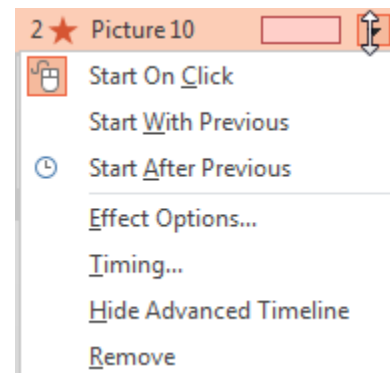 2 Picture 10
Start On Click
Start With Previous
Start After Previous
Effect Options...
Timing...
Hide Advanced Timeline
Remove